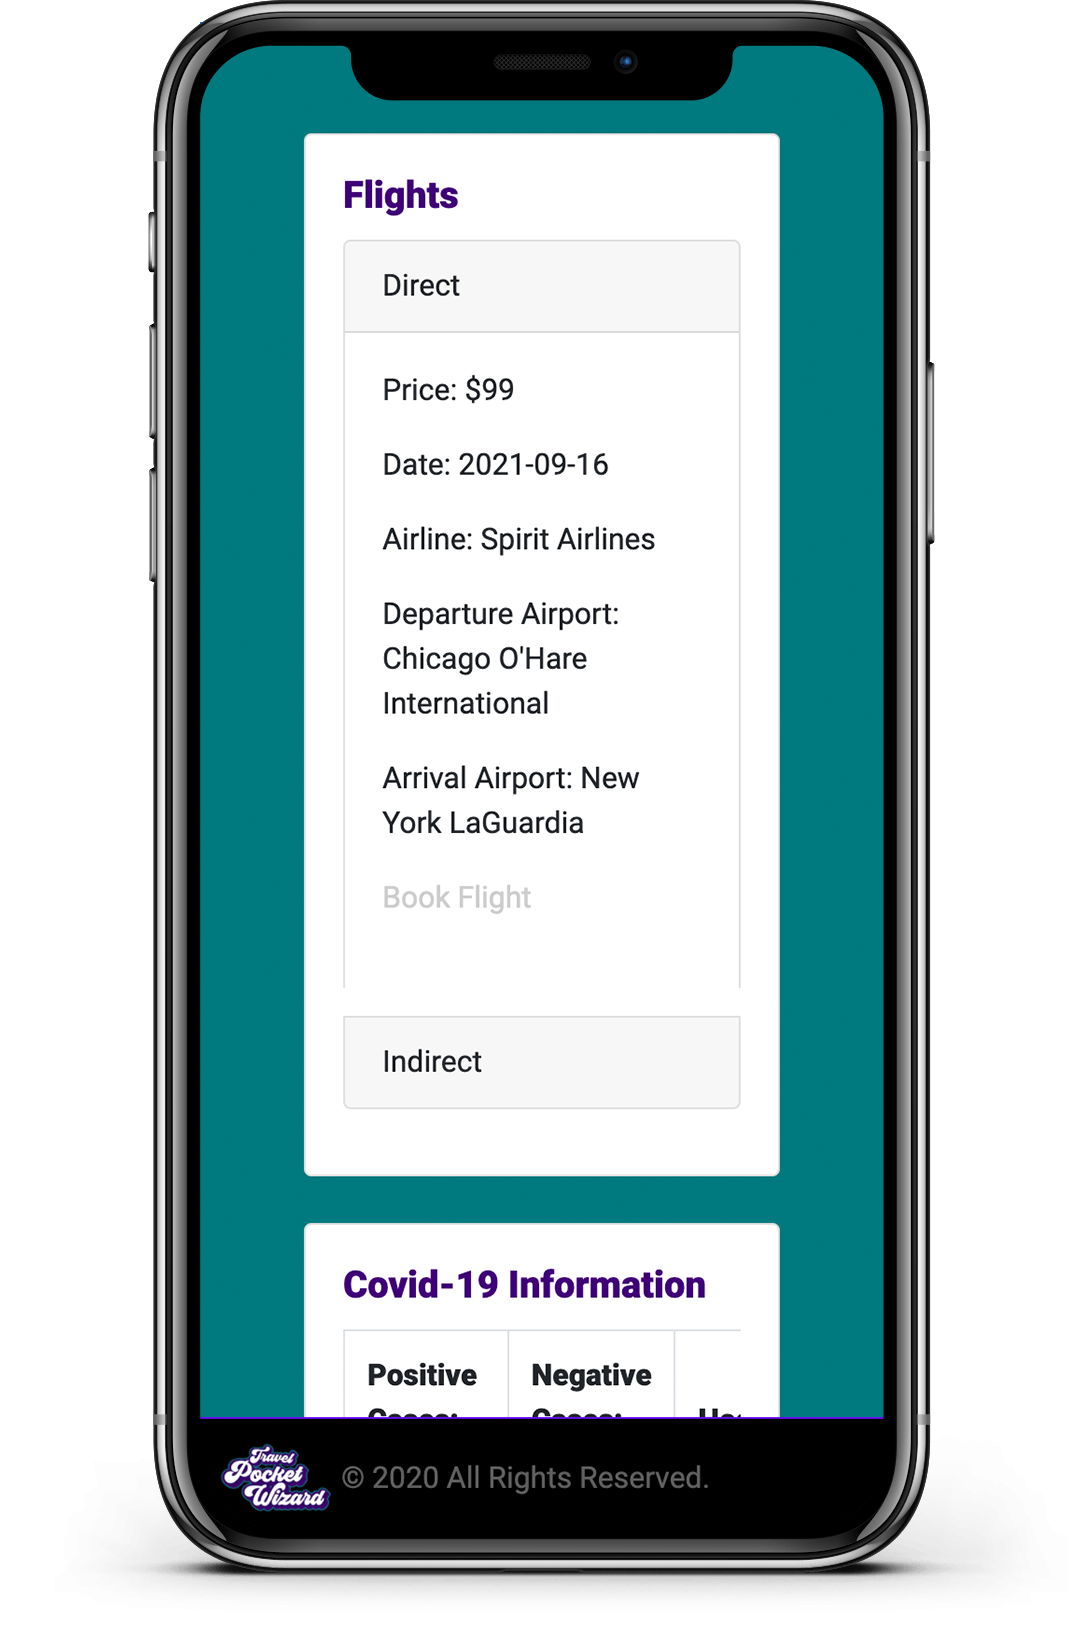 Flights
Direct
Price: $99
Date: 2021-09-16
Airline: Spirit Airlines
Departure Airport:
Chicago O'Hare
International
Arrival Airport: New
York LaGuardia
Book Flight
Indirect
Covid-19 Information
Positive Negative
Cases: Cases:
Travel
Pocket
Wizard
© 2020 All Rights Reserved.